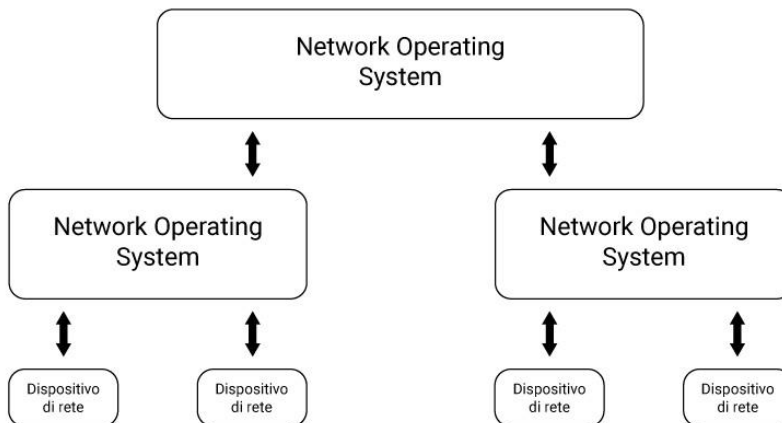 Network Operating
System
Network Operating
System
Network Operating
System
Dispositivo
di rete
Dispositivo
di rete
Dispositivo
di rete
Dispositivo
di rete